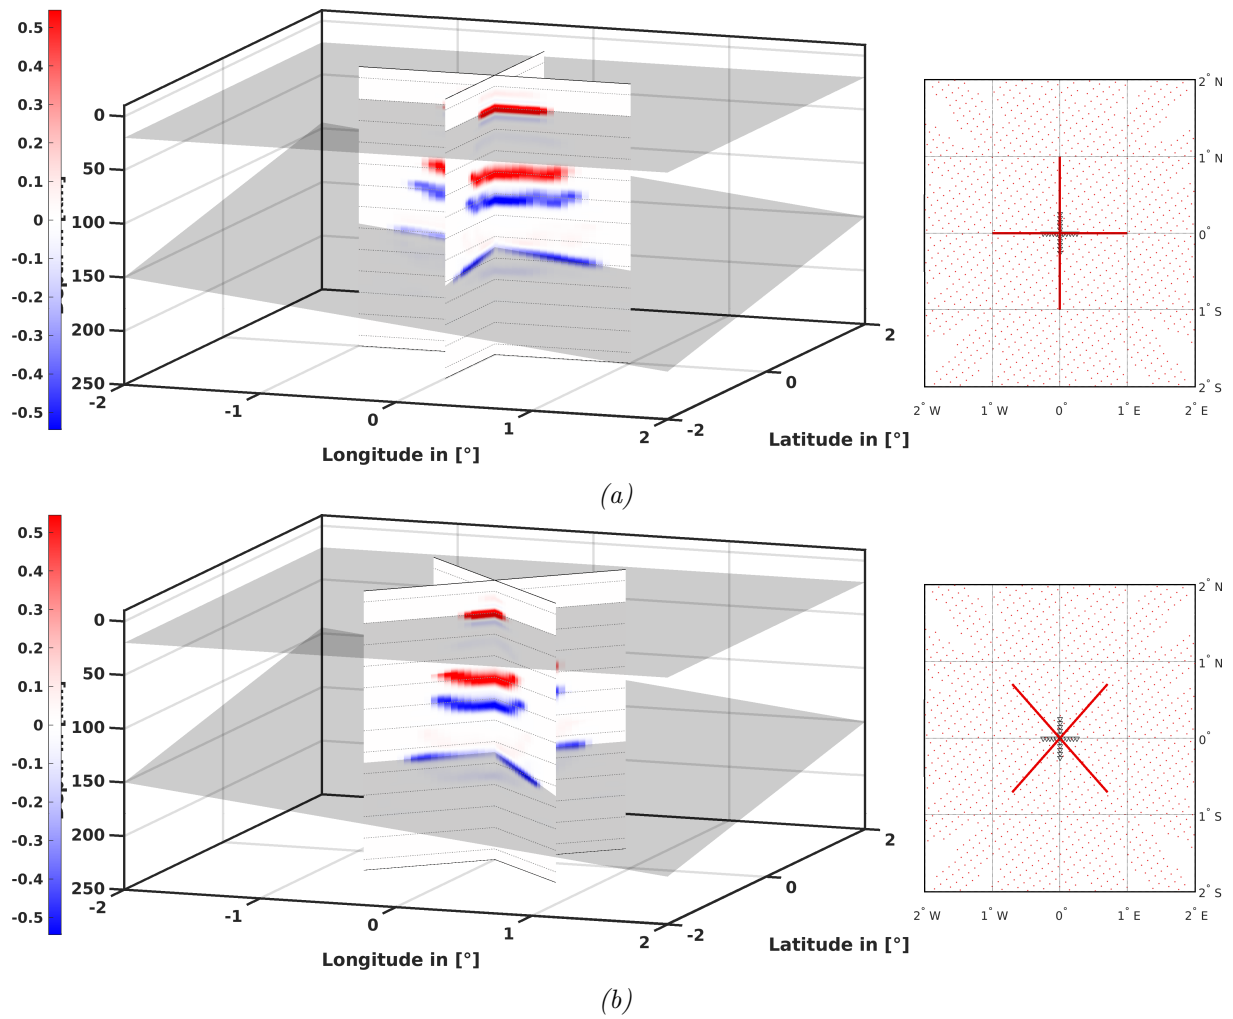 0.5
0.4
0.3
0.2
0.1
0
-0.1
-0.2
-0.3
-0.4
-0.5
0
50
100
150
200
250
-2
-1
0
1
2
-2
0
2
Longitude in [°]
Latitude in [°]
2° N
1° N
0°
1° S
2° S
2° W
1° W
0°
1° E
2° E
(a)
0.5
0.4
0.3
0.2
0.1
0
-0.1
-0.2
-0.3
-0.4
-0.5
0
50
100
150
200
250
-2
-1
0
1
2
-2
0
2
Longitude in [°]
Latitude in [°]
2° N
1° N
0°
1° S
2° S
2° W
1° W
0°
1° E
2° E
(b)